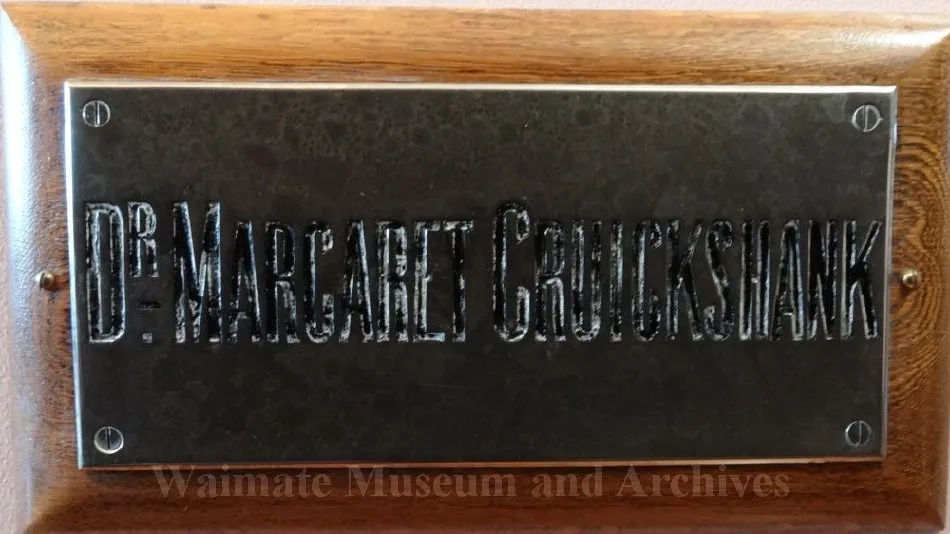 DR. MARGARET CRUICKSHANK
Waimate Museum and Archives